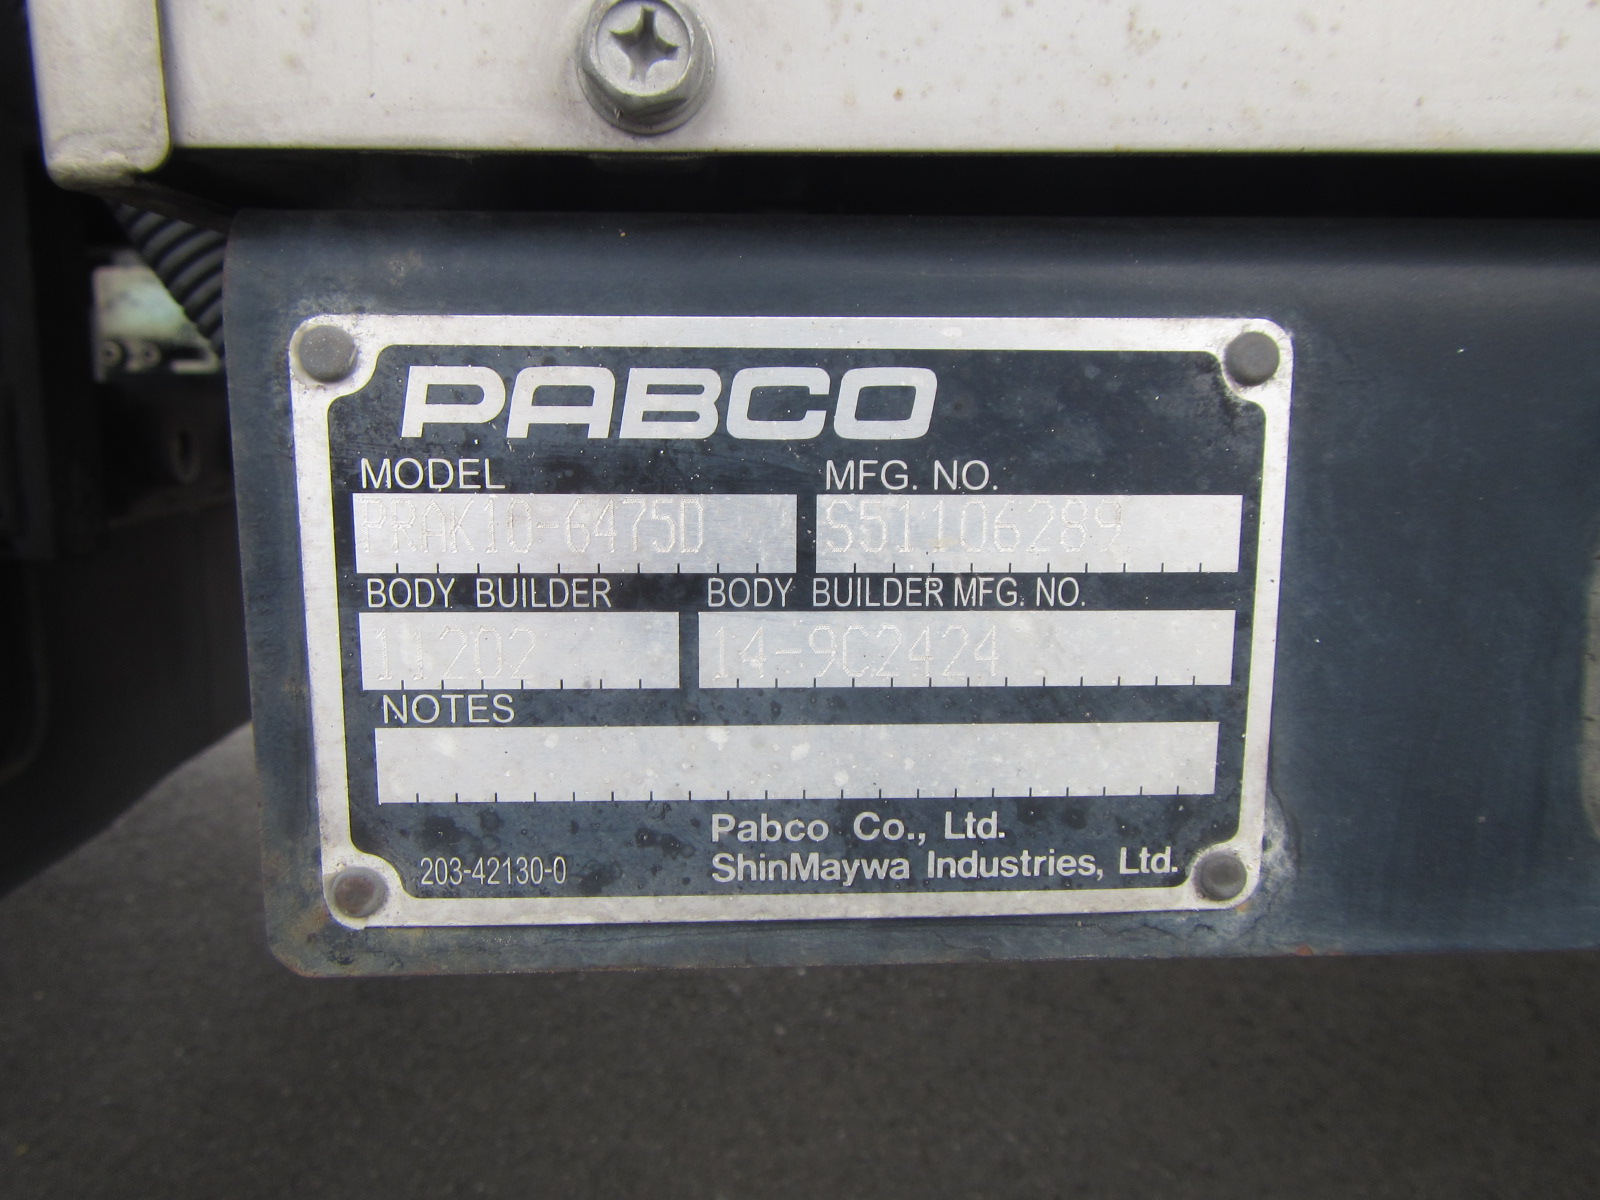 PABCO
MODEL MFG. NO.
PRAK10-6475D S51106289
BODY BUILDER BODY BUILDER MFG. NO.
11202 14-9C2424
NOTES
Pabco Co., Ltd.
203-42130-0 ShinMaywa Industries, Ltd.